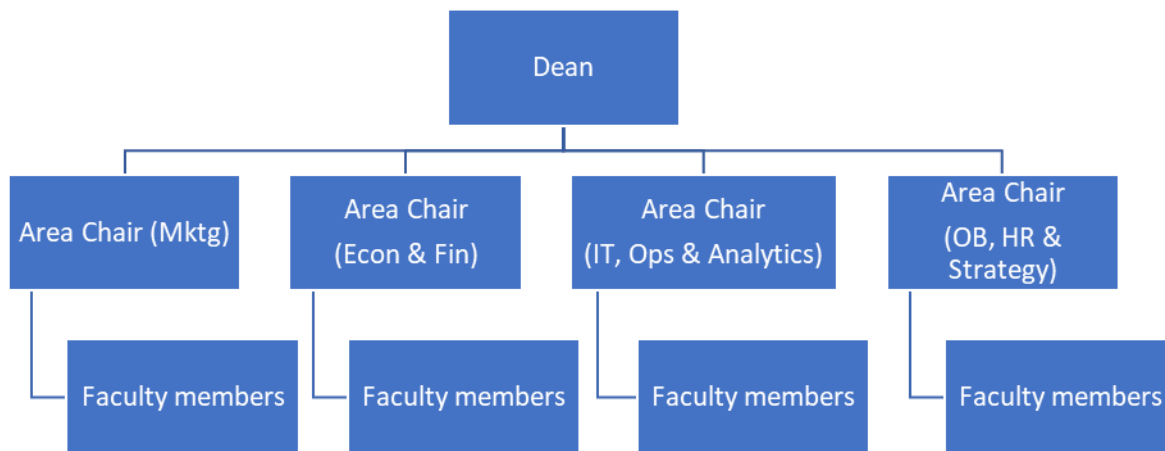 Dean
Area Chair (Mktg)
Area Chair
(Econ & Fin)
Area Chair
(IT, Ops & Analytics)
Area Chair
(OB, HR &
Strategy)
Faculty members
Faculty members
Faculty members
Faculty members